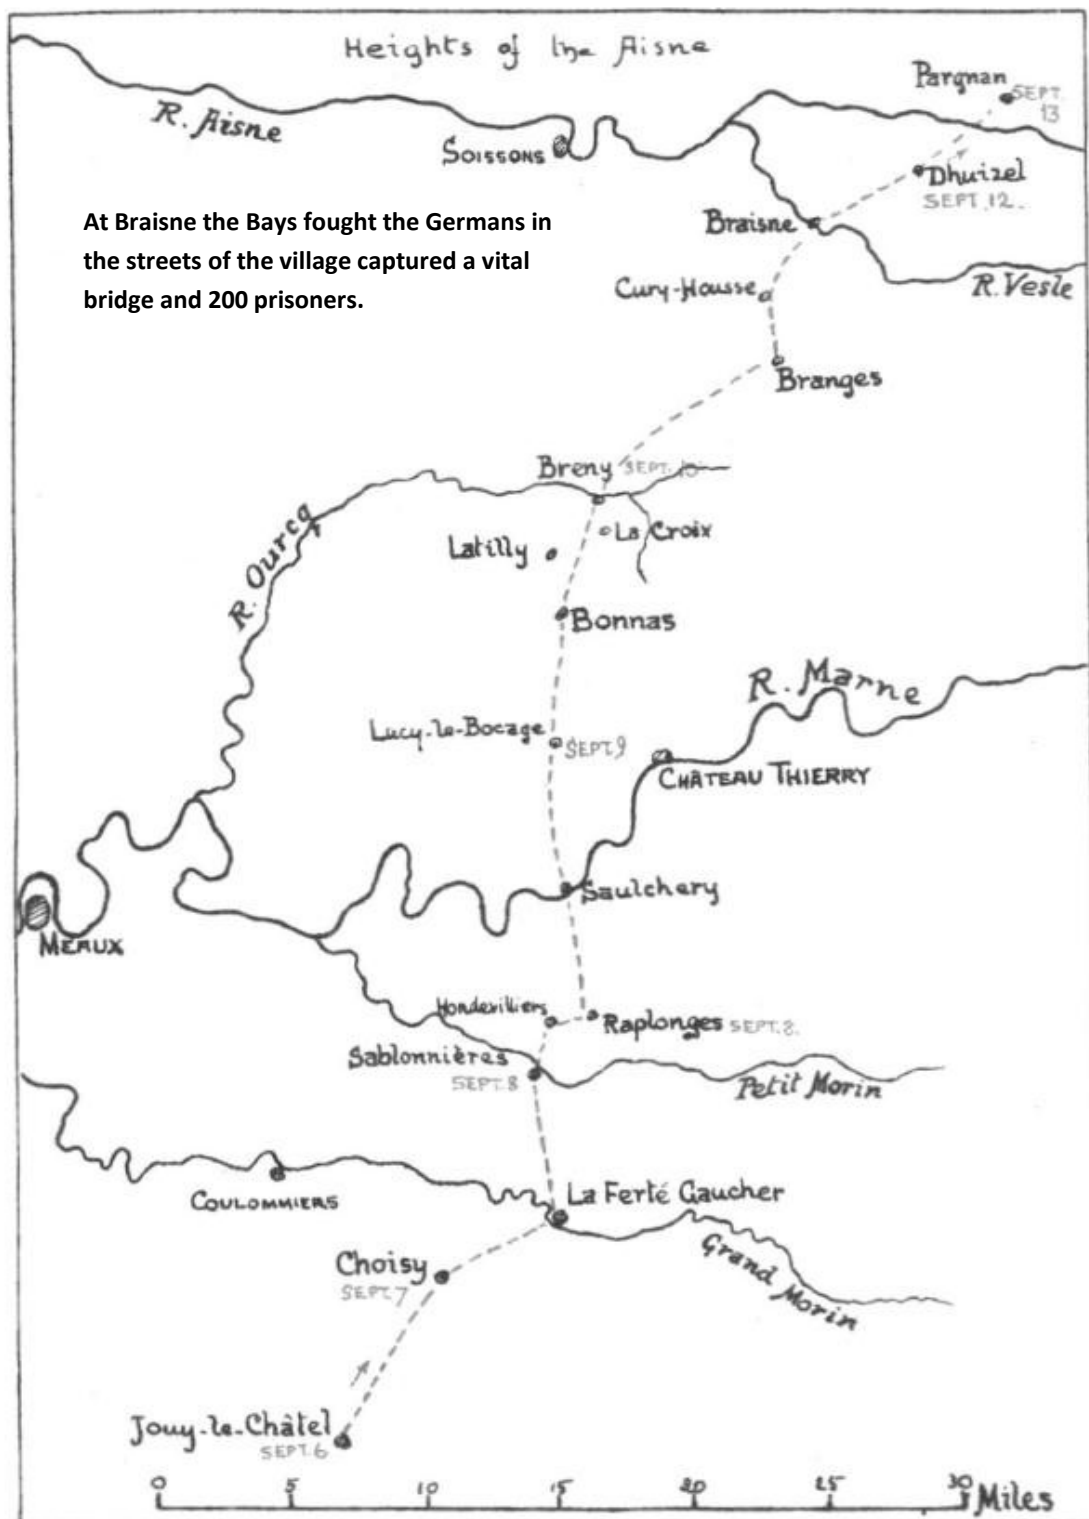 Heights of the Aisne
Pargnan
SEPT.
13
R. Aisne
SOISSONS
Dhuizel
SEPT. 12.
At Braisne the Bays fought the Germans in
the streets of the village captured a vital
bridge and 200 prisoners.
Braisne
Cury-Housse
R. Vesle
Branges
Breny SEPT.
La Croix
Latilly
R. Ourcq
Bonnas
R. Marne
Lucy-le-Bocage
SEPT. 9
CHÂTEAU THIERRY
Saulchery
MEAUX
Hondevilliers
Raplonges SEPT. 8.
Sablonnières
SEPT. 8
Petit Morin
COULOMMIERS
La Ferté Gaucher
Choisy
SEPT. 7
Grand Morin
Jouy-le-Châtel
SEPT. 6
0 5 10 15 20 25 30 Miles